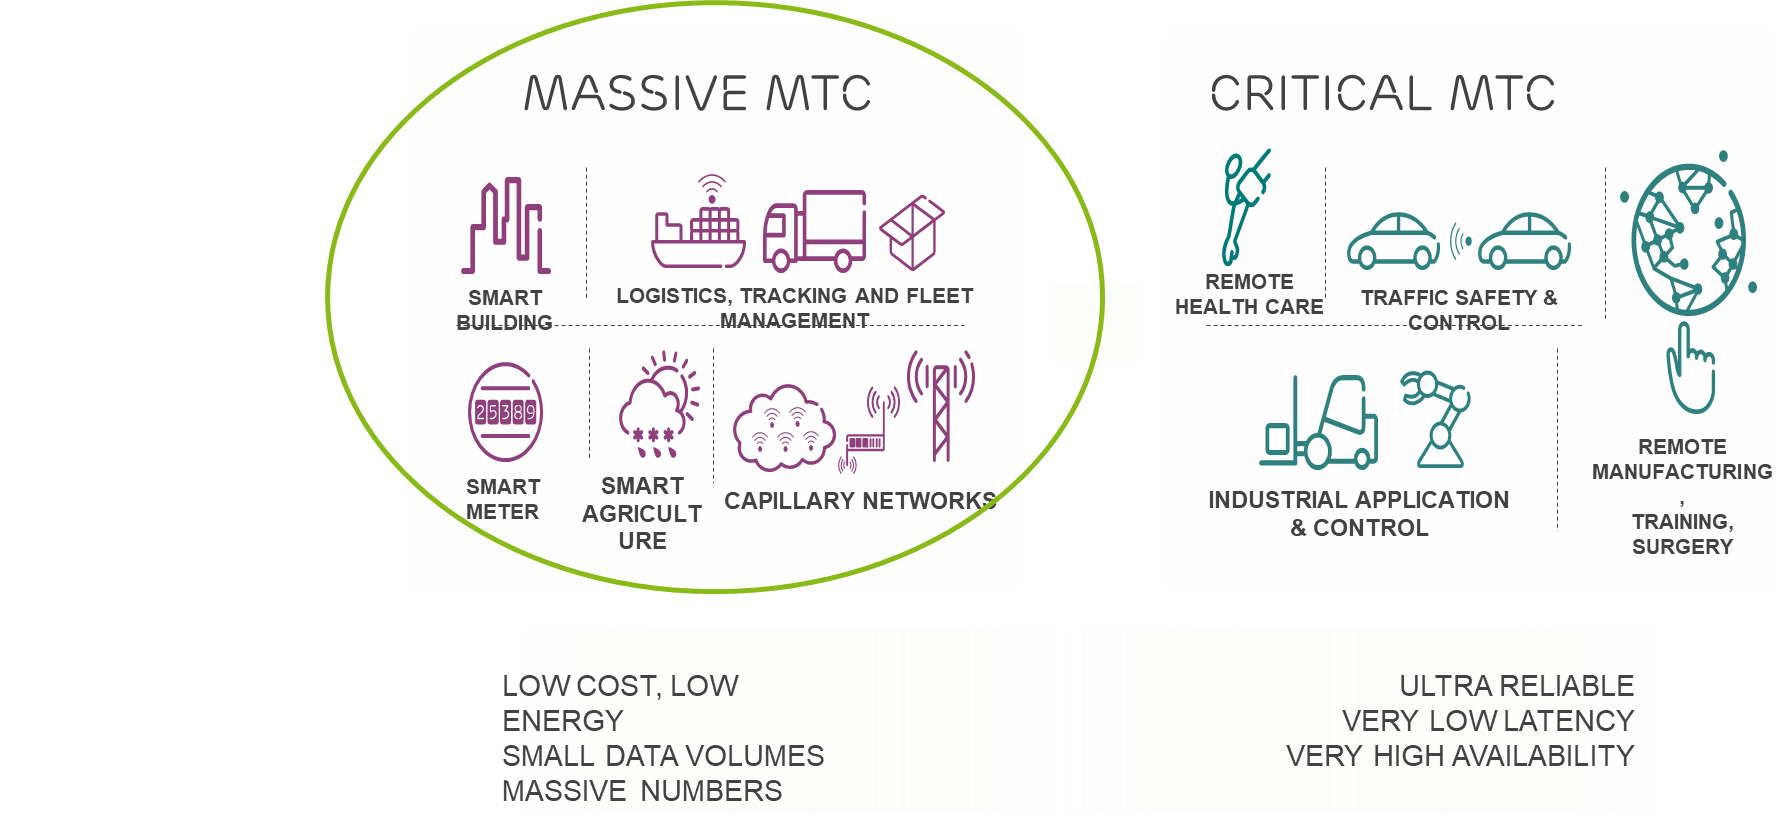 MASSIVE MTC
SMART
BUILDING
LOGISTICS, TRACKING AND FLEET
MANAGEMENT
25389
SMART
METER
SMART
AGRICULT
URE
CAPILLARY NETWORKS
LOW COST, LOW
ENERGY
SMALL DATA VOLUMES
MASSIVE NUMBERS
CRITICAL MTC
REMOTE
HEALTH CARE
TRAFFIC SAFETY &
CONTROL
INDUSTRIAL APPLICATION
& CONTROL
REMOTE
MANUFACTURING
,
TRAINING,
SURGERY
ULTRA RELIABLE
VERY LOW LATENCY
VERY HIGH AVAILABILITY